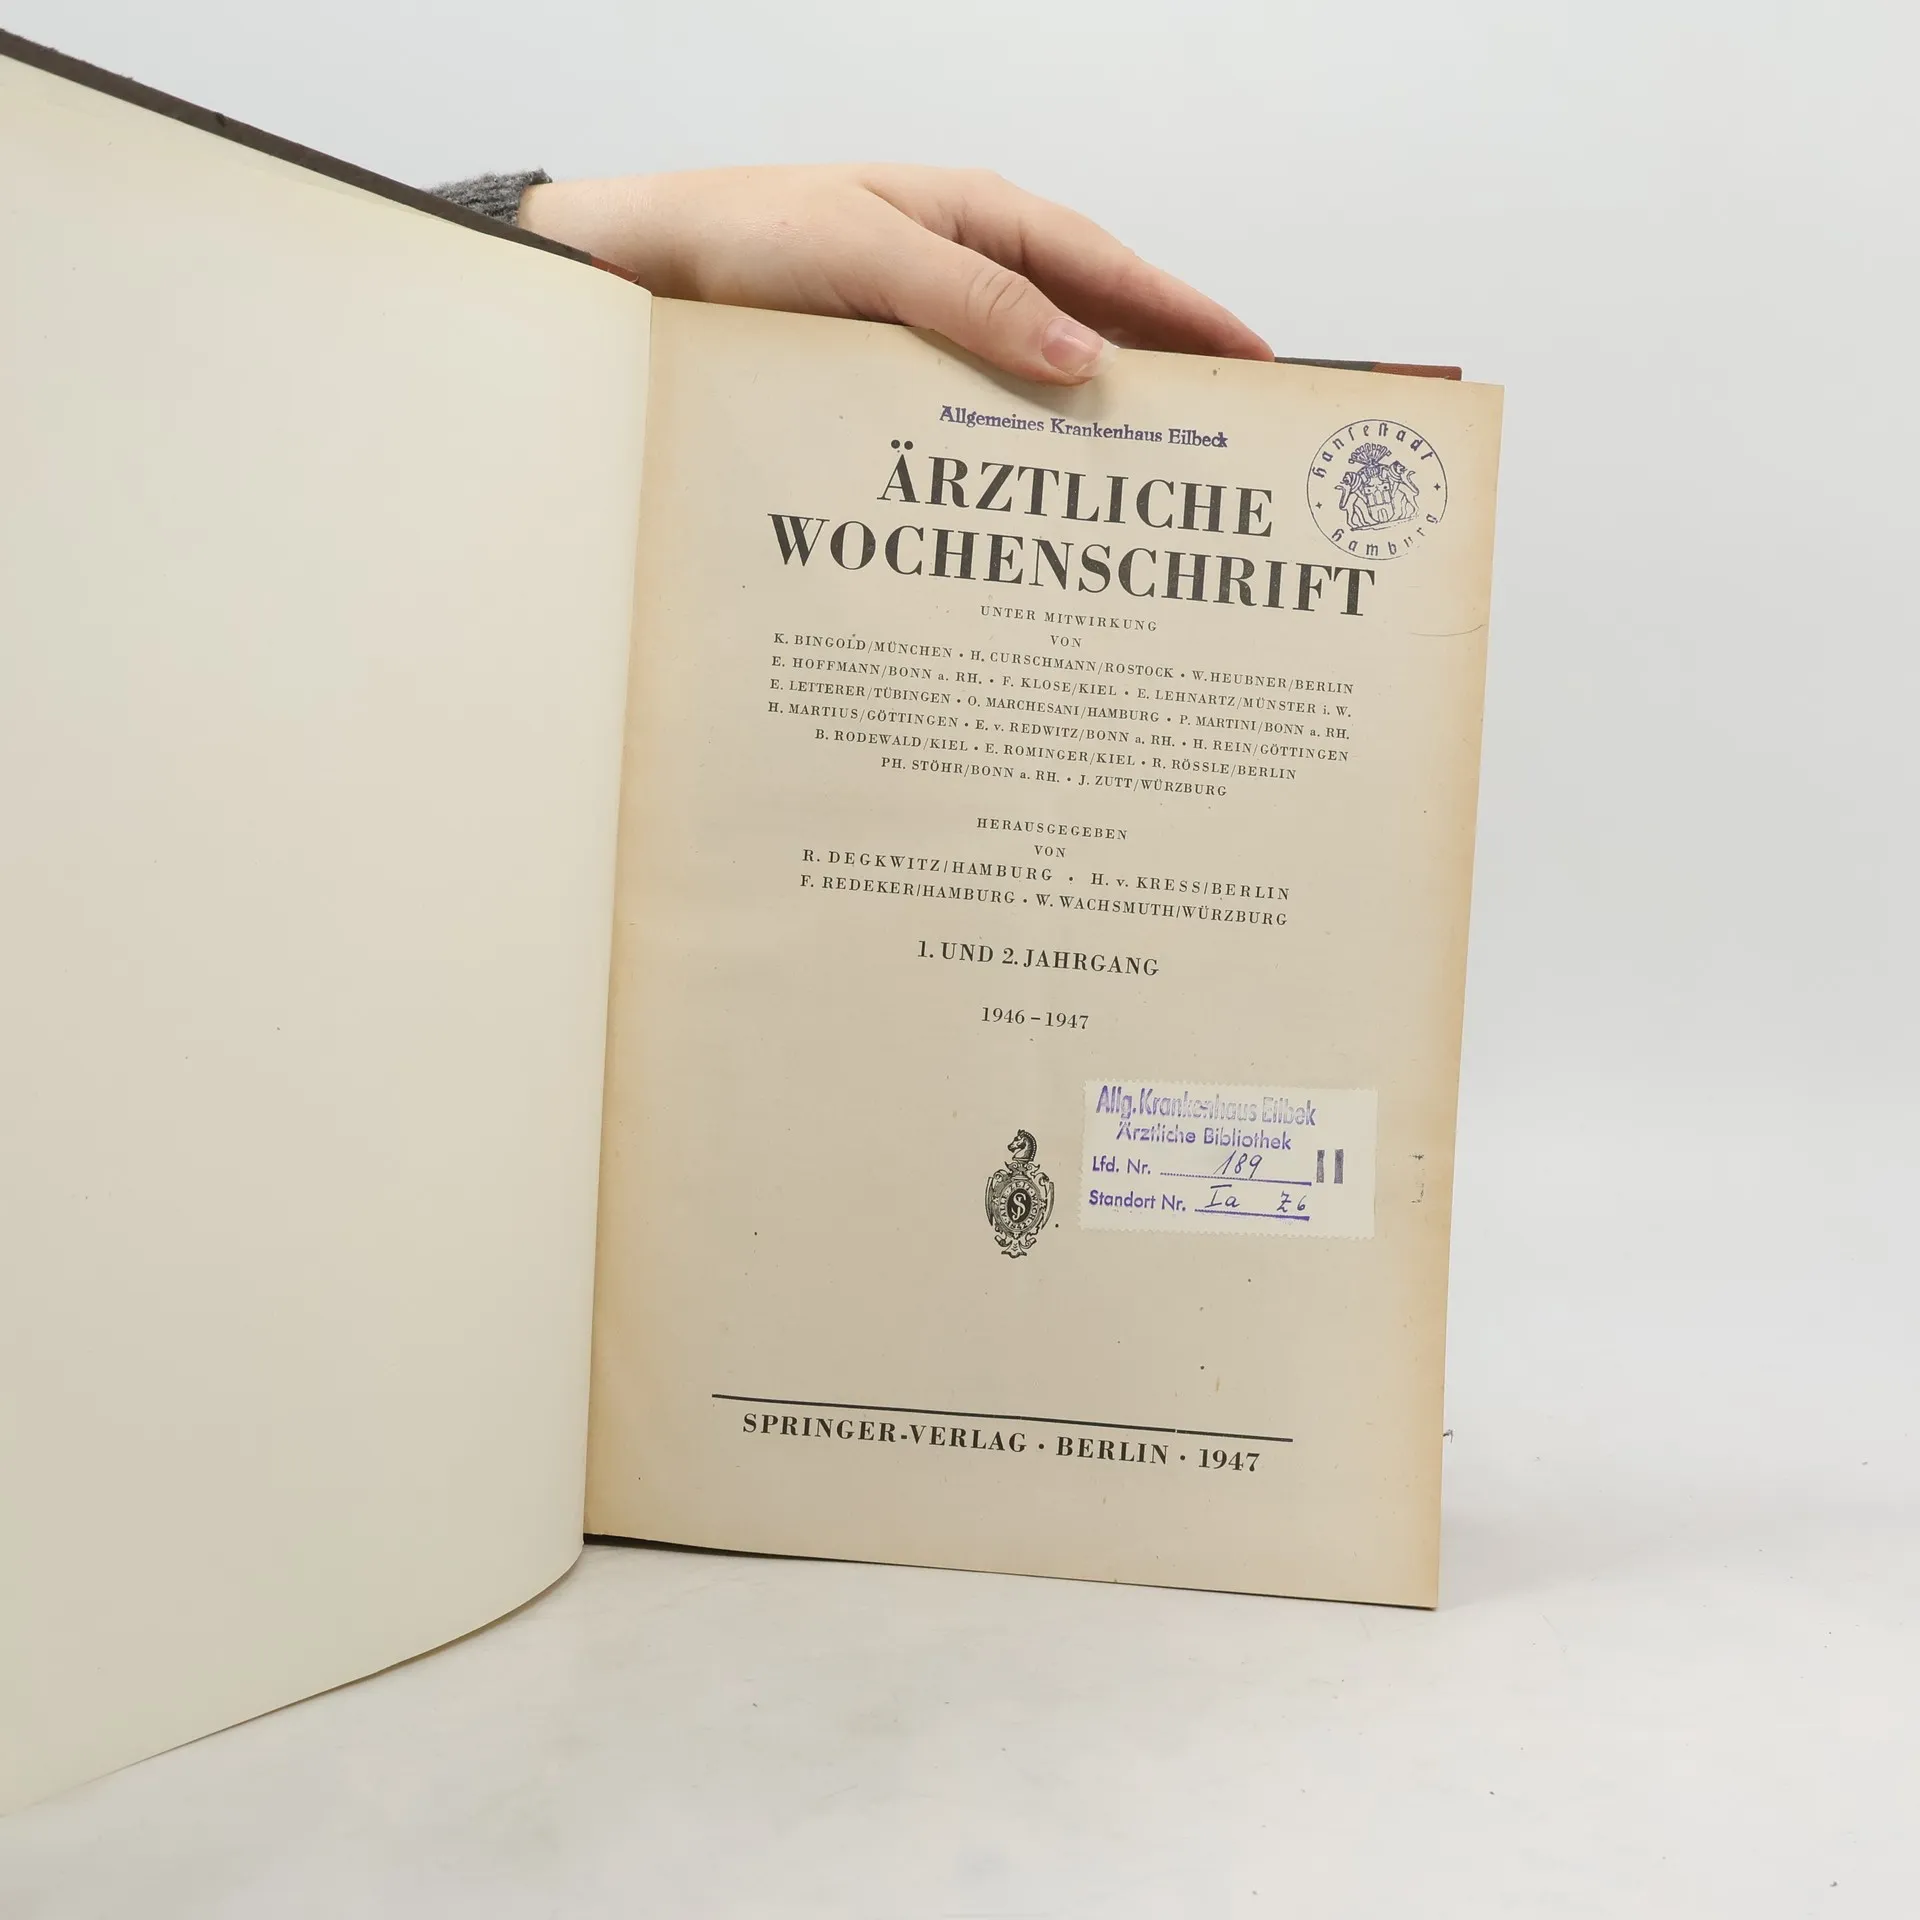 Allgemeines Krankenhaus Eilbeck
Hansestadt
Hamburg
ÄRZTLICHE
WOCHENSCHRIFT
UNTER MITWIRKUNG
VON
K. BINGOLD/MÜNCHEN • H. CURSCHMANN/ROSTOCK • W. HEUBNER/BERLIN
E. HOFFMANN/BONN a. RH. • F. KLOSE/KIEL • E. LEHNARTZ/MÜNSTER i. W.
E. LETTERER/TÜBINGEN • O. MARCHESANI/HAMBURG • P. MARTINI/BONN a. RH.
H. MARTIUS/GÖTTINGEN • E. v. REDWITZ/BONN a. RH. • H. REIN/GÖTTINGEN
B. RODEWALD/KIEL • E. ROMINGER/KIEL • R. RÖSSLE/BERLIN
PH. STÖHR/BONN a. RH. • J. ZUTT/WÜRZBURG
HERAUSGEGEBEN
VON
R. DEGKWITZ/HAMBURG • H. v. KRESS/BERLIN
F. REDEKER/HAMBURG • W. WACHSMUTH/WÜRZBURG
1. UND 2. JAHRGANG
1946 – 1947
Allg. Krankenhaus Eilbek
Ärztliche Bibliothek
Lfd. Nr. 189
Standort Nr. Ia Z6
SPRINGER-VERLAG · BERLIN · 1947